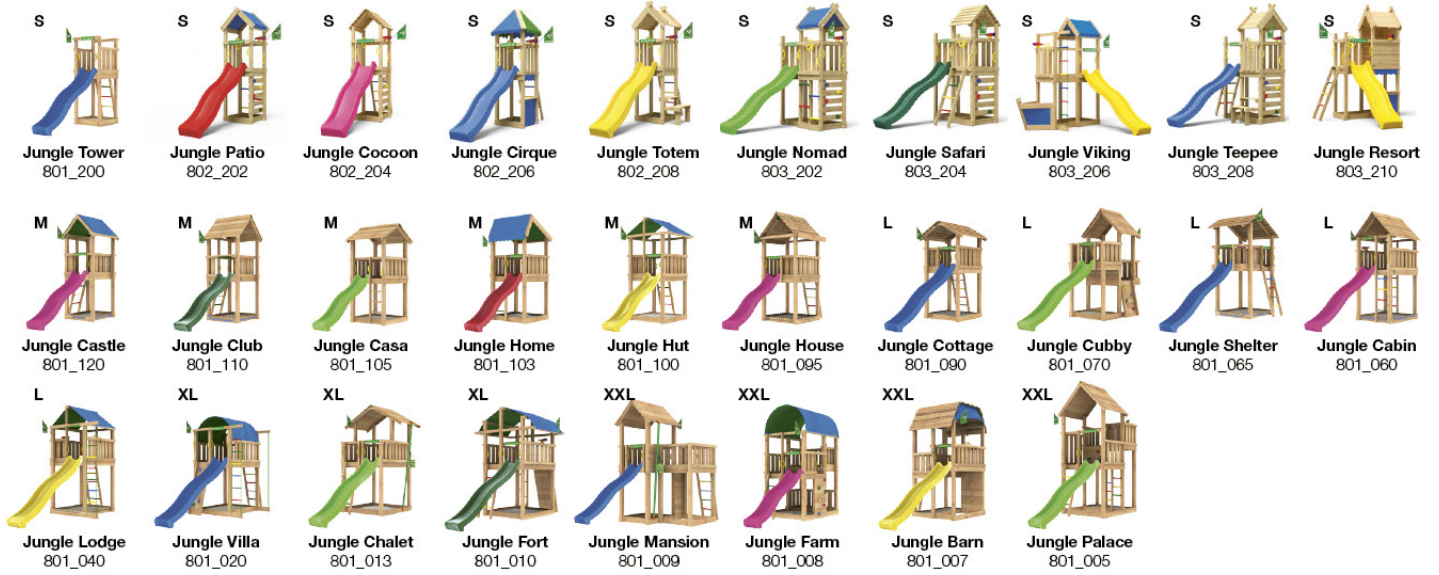 S S S S S S S S S S
Jungle Tower Jungle Patio Jungle Cocoon Jungle Cirque Jungle Totem Jungle Nomad Jungle Safari Jungle Viking Jungle Teepee Jungle Resort
801_200 802_202 802_204 802_206 802_208 803_202 803_204 803_206 803_208 803_210
M M M M M M L L L L
Jungle Castle Jungle Club Jungle Casa Jungle Home Jungle Hut Jungle House Jungle Cottage Jungle Cubby Jungle Shelter Jungle Cabin
801_120 801_110 801_105 801_103 801_100 801_095 801_090 801_070 801_065 801_060
L XL XL XL XXL XXL XXL XXL
Jungle Lodge Jungle Villa Jungle Chalet Jungle Fort Jungle Mansion Jungle Farm Jungle Barn Jungle Palace
801_040 801_020 801_013 801_010 801_009 801_008 801_007 801_005